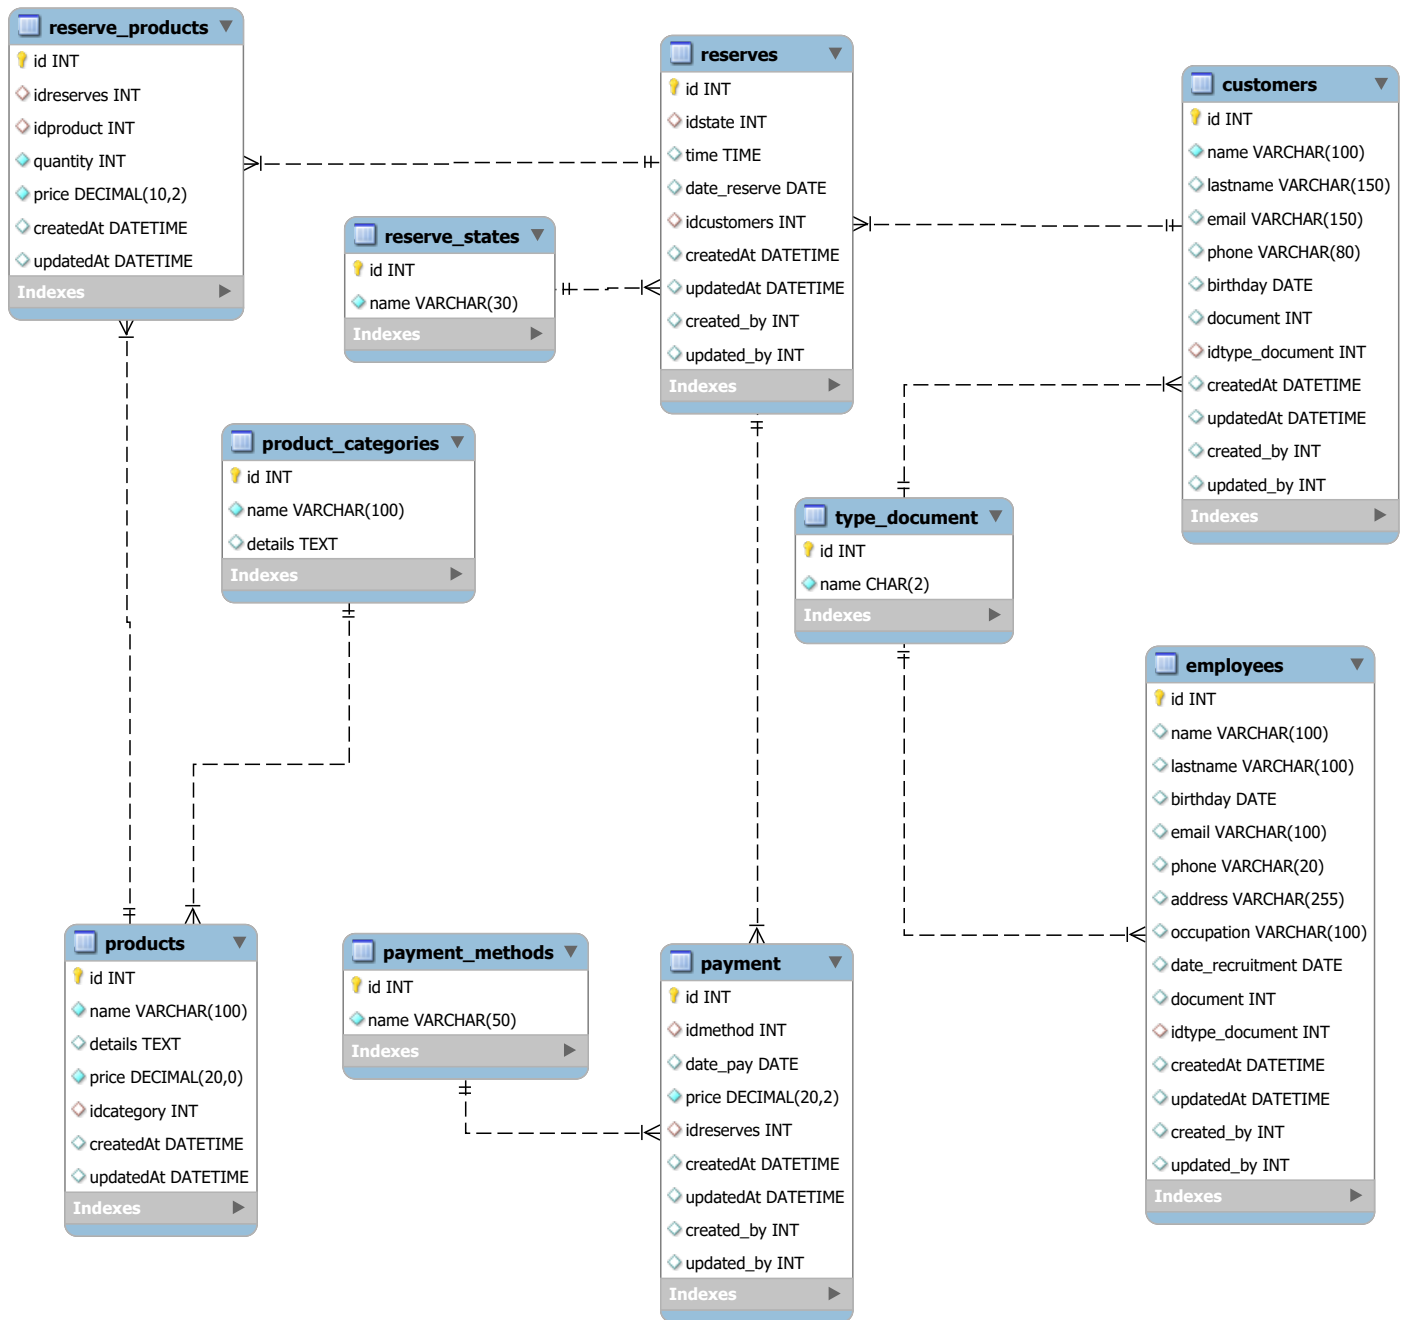 reserve_products
id INT
idreserves INT
idproduct INT
quantity INT
price DECIMAL(10,2)
createdAt DATETIME
updatedAt DATETIME
Indexes
reserves
id INT
idstate INT
time TIME
date_reserve DATE
idcustomers INT
createdAt DATETIME
updatedAt DATETIME
created_by INT
updated_by INT
Indexes
customers
id INT
name VARCHAR(100)
lastname VARCHAR(150)
email VARCHAR(150)
phone VARCHAR(80)
birthday DATE
document INT
idtype_document INT
createdAt DATETIME
updatedAt DATETIME
created_by INT
updated_by INT
Indexes
reserve_states
id INT
name VARCHAR(30)
Indexes
product_categories
id INT
name VARCHAR(100)
details TEXT
Indexes
type_document
id INT
name CHAR(2)
Indexes
employees
id INT
name VARCHAR(100)
lastname VARCHAR(100)
birthday DATE
email VARCHAR(100)
phone VARCHAR(20)
address VARCHAR(255)
occupation VARCHAR(100)
date_recruitment DATE
document INT
idtype_document INT
createdAt DATETIME
updatedAt DATETIME
created_by INT
updated_by INT
Indexes
products
id INT
name VARCHAR(100)
details TEXT
price DECIMAL(20,0)
idcategory INT
createdAt DATETIME
updatedAt DATETIME
Indexes
payment_methods
id INT
name VARCHAR(50)
Indexes
payment
id INT
idmethod INT
date_pay DATE
price DECIMAL(20,2)
idreserves INT
createdAt DATETIME
updatedAt DATETIME
created_by INT
updated_by INT
Indexes